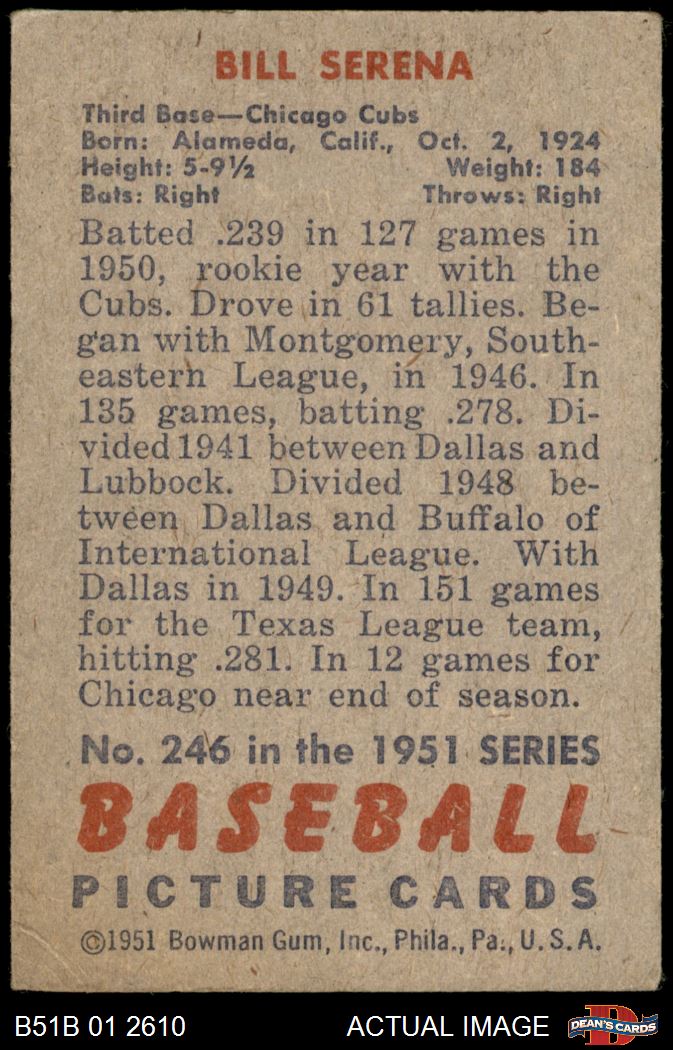 BILL SERENA
Third Base—Chicago Cubs
Born: Alameda, Calif., Oct. 2, 1924
Height: 5-9½ Weight: 184
Bats: Right Throws: Right
Batted .239 in 127 games in
1950, rookie year with the
Cubs. Drove in 61 tallies. Be-
gan with Montgomery, South-
eastern League, in 1946. In
135 games, batting .278. Di-
vided 1941 between Dallas and
Lubbock. Divided 1948 be-
tween Dallas and Buffalo of
International League. With
Dallas in 1949. In 151 games
for the Texas League team,
hitting .281. In 12 games for
Chicago near end of season.
No. 246 in the 1951 SERIES
BASEBALL
PICTURE CARDS
©1951 Bowman Gum, Inc., Phila., Pa., U.S.A.
B51B 01 2610 ACTUAL IMAGE D DEAN'S CARDS